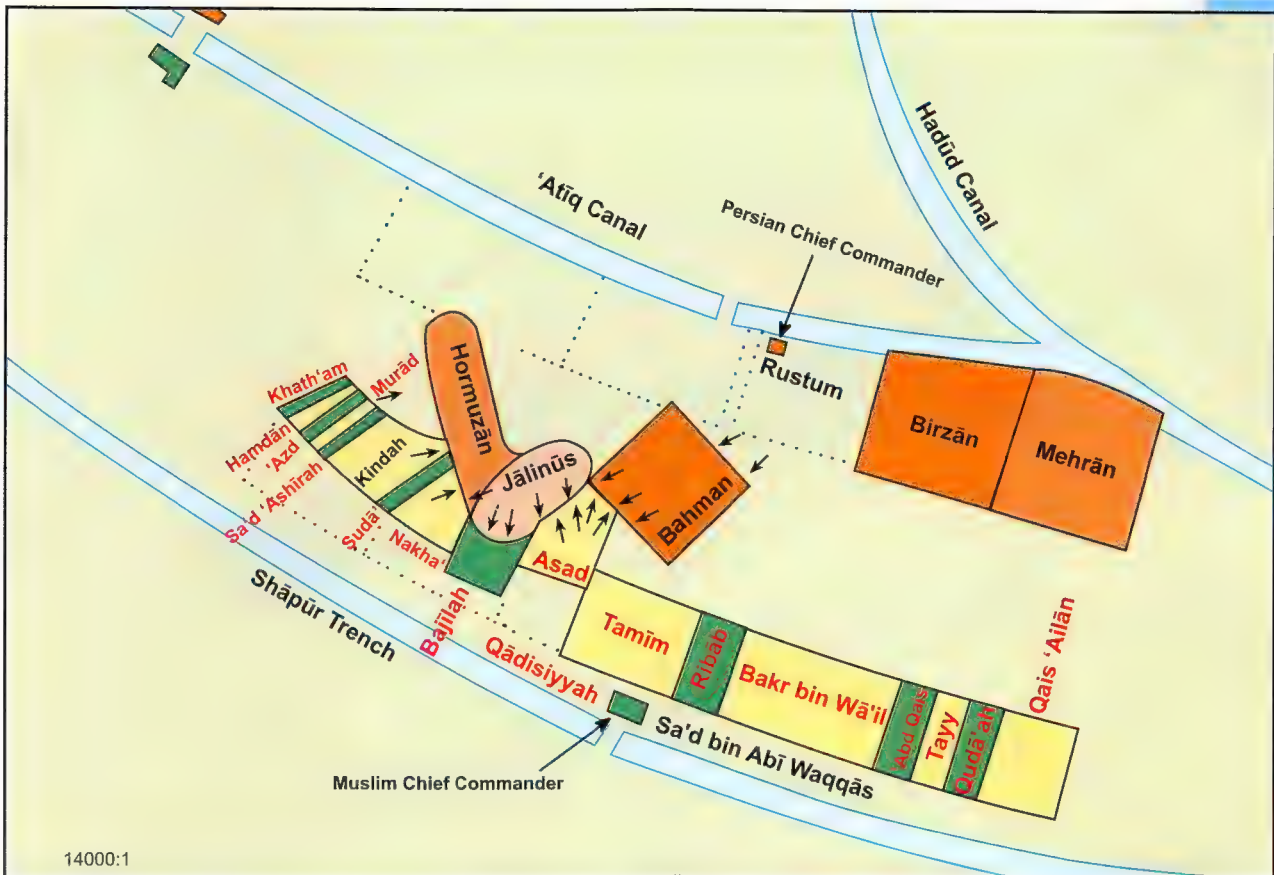 Hadūd Canal
'Atīq Canal
Persian Chief Commander
Rustum
Khath'am
Murād
Hormuzān
Birzān
Mehrān
Hamdān
'Azd
Sa'd 'Ashīrah
Kindah
Jālinūs
Bahman
Ṣudā
Nakha'
Asad
Bajīlah
Shāpūr Trench
Qādisiyyah
Tamīm
Ribāb
Bakr bin Wā'il
'Abd Qais
Tayy
Qudā'ah
Qais 'Ailān
Sa'd bin Abī Waqqās
Muslim Chief Commander
14000:1